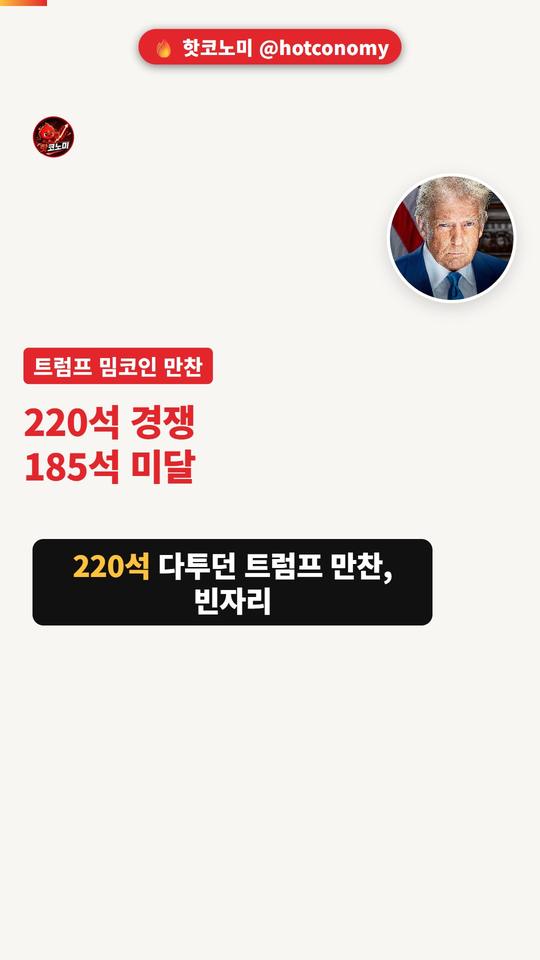 핫코노미 @hotconomy
핫코노미
트럼프 밈코인 만찬
220석 경쟁
185석 미달
220석 다투던 트럼프 만찬,
빈자리